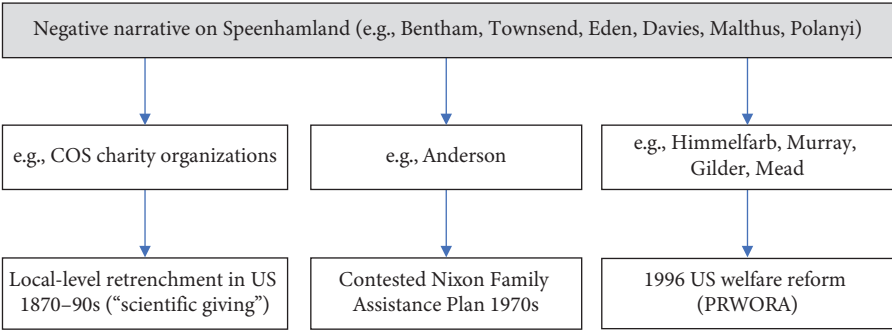 Negative narrative on Speenhamland (e.g., Bentham, Townsend, Eden, Davies, Malthus, Polanyi)
e.g., COS charity organizations
e.g., Anderson
e.g., Himmelfarb, Murray,
Gilder, Mead
Local-level retrenchment in US
1870–90s (“scientific giving”)
Contested Nixon Family
Assistance Plan 1970s
1996 US welfare reform
(PRWORA)